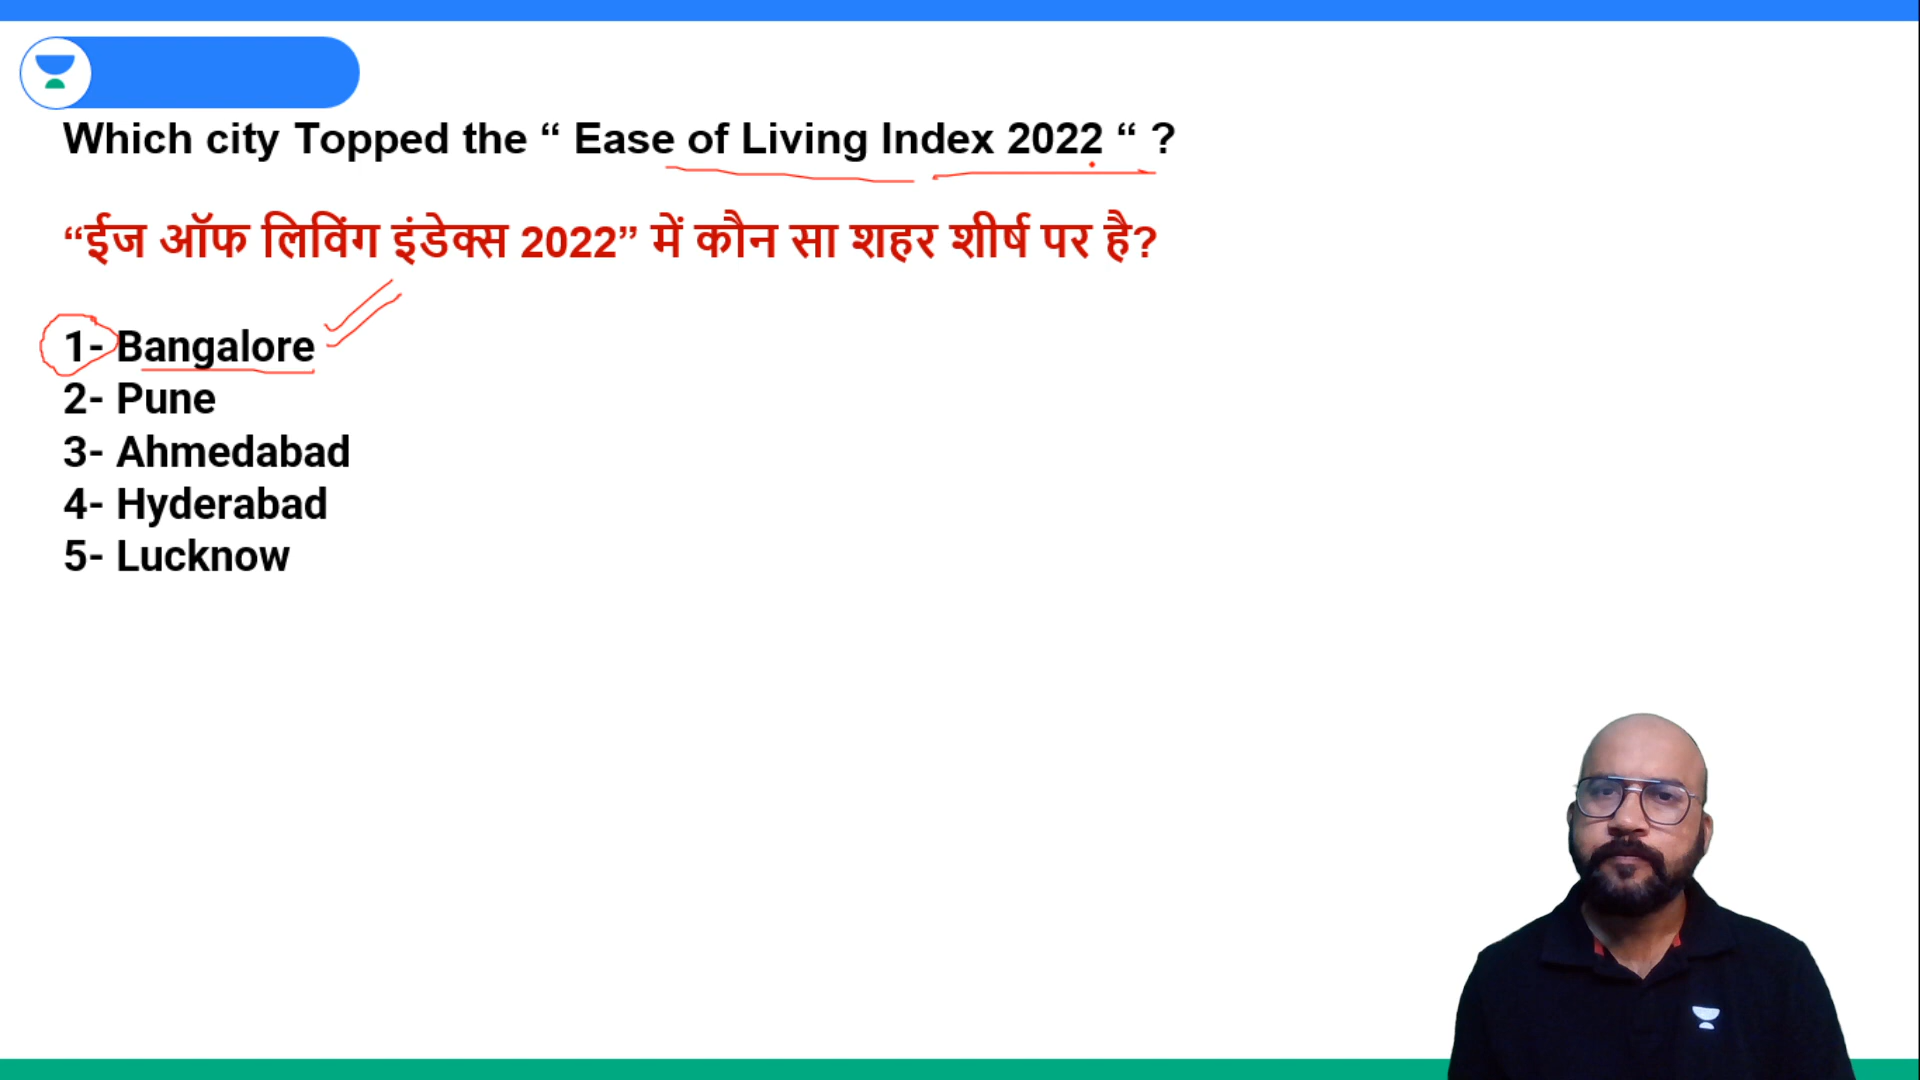 Which city Topped the “ Ease of Living Index 2022 “ ?
“ईज ऑफ लिविंग इंडेक्स 2022” में कौन सा शहर शीर्ष पर है?
1- Bangalore
2- Pune
3- Ahmedabad
4- Hyderabad
5- Lucknow